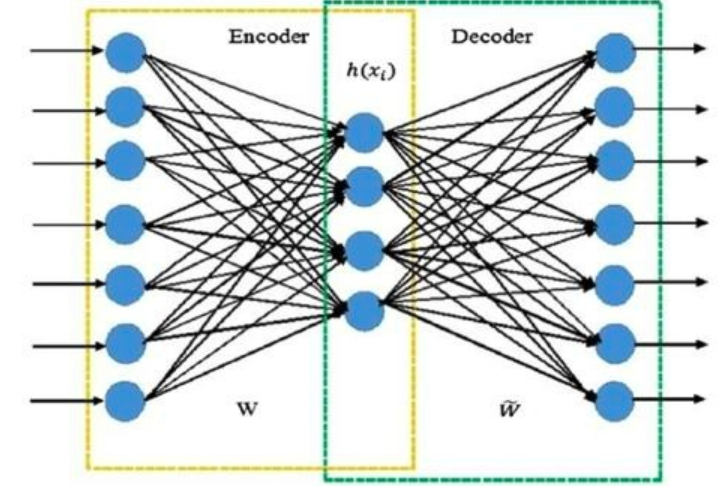 Encoder
Decoder
h(xᵢ)
W
W̃